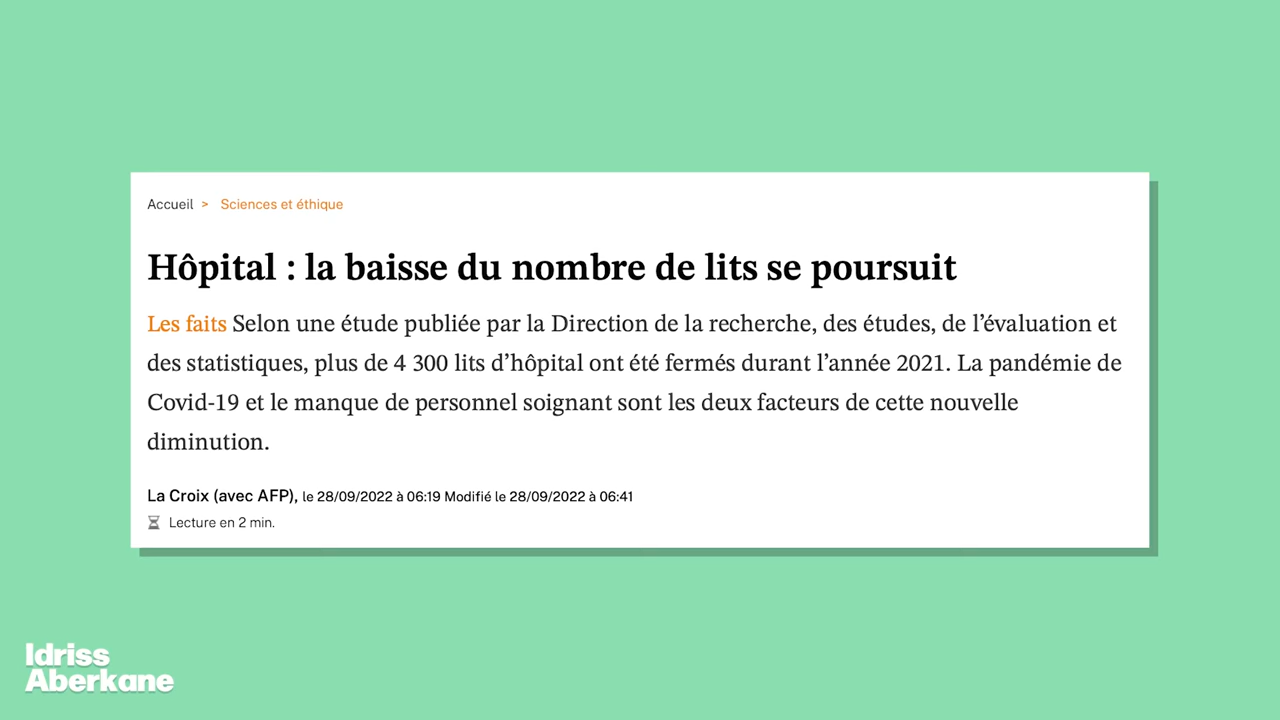 Accueil > Sciences et éthique
Hôpital : la baisse du nombre de lits se poursuit
Les faits Selon une étude publiée par la Direction de la recherche, des études, de l’évaluation et
des statistiques, plus de 4 300 lits d’hôpital ont été fermés durant l’année 2021. La pandémie de
Covid-19 et le manque de personnel soignant sont les deux facteurs de cette nouvelle
diminution.
La Croix (avec AFP), le 28/09/2022 à 06:19 Modifié le 28/09/2022 à 06:41
Lecture en 2 min.
Idriss
Aberkane